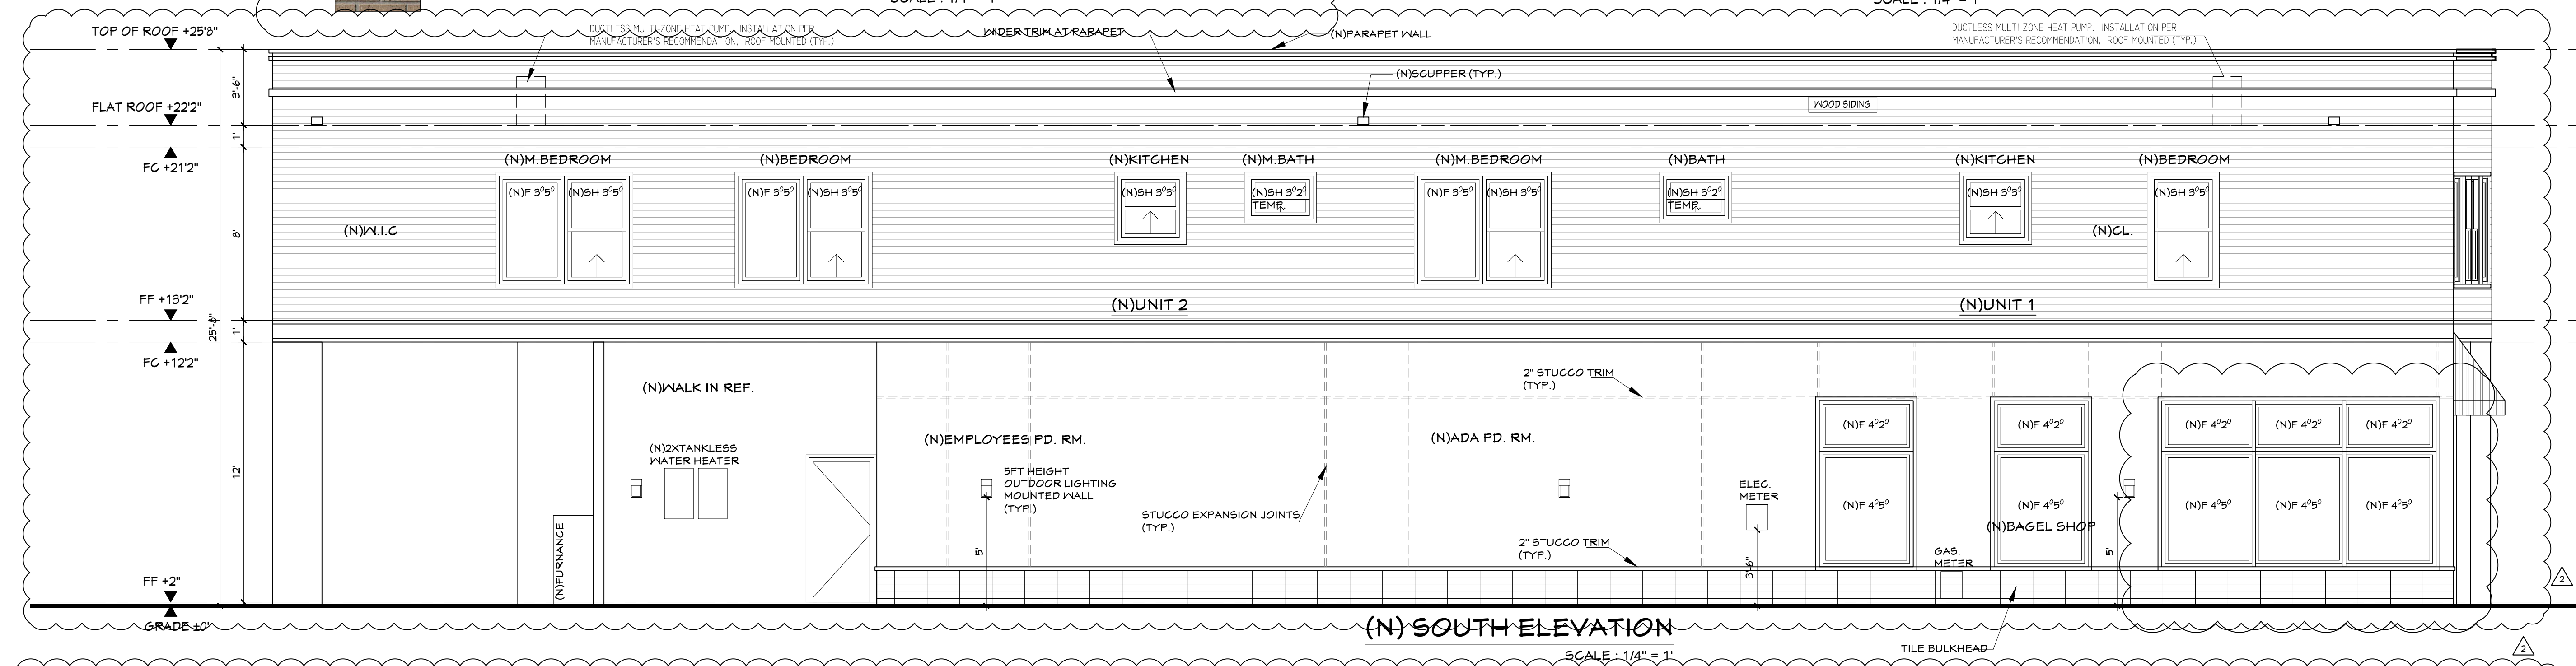 SCALE : 1/4" = 1'
SCALE : 1/4" = 1'
TOP OF ROOF +25'8"
DUCTLESS MULTI-ZONE HEAT PUMP. INSTALLATION PER
MANUFACTURER'S RECOMMENDATION, -ROOF MOUNTED (TYP.)
WIDER TRIM AT PARAPET
(N)PARAPET WALL
DUCTLESS MULTI-ZONE HEAT PUMP. INSTALLATION PER
MANUFACTURER'S RECOMMENDATION, -ROOF MOUNTED (TYP.)
(N)SCUPPER (TYP.)
3'-6"
FLAT ROOF +22'2"
WOOD SIDING
1'
FC +21'2"
(N)M.BEDROOM
(N)BEDROOM
(N)KITCHEN
(N)M.BATH
(N)M.BEDROOM
(N)BATH
(N)KITCHEN
(N)BEDROOM
(N)F 3⁰5⁰
(N)SH 3⁰5⁰
(N)F 3⁰5⁰
(N)SH 3⁰5⁰
(N)SH 3⁰3⁰
(N)SH 3⁰2⁰
TEMP.
(N)F 3⁰5⁰
(N)SH 3⁰5⁰
(N)SH 3⁰2⁰
TEMP.
(N)SH 3⁰3⁰
(N)SH 3⁰5⁰
8'
(N)W.I.C
(N)CL.
FF +13'2"
(N)UNIT 2
(N)UNIT 1
25'-8"
1'
FC +12'2"
(N)WALK IN REF.
2" STUCCO TRIM
(TYP.)
(N)EMPLOYEES PD. RM.
(N)ADA PD. RM.
(N)F 4⁰2⁰
(N)F 4⁰2⁰
(N)F 4⁰2⁰
(N)F 4⁰2⁰
(N)F 4⁰2⁰
(N)2XTANKLESS
WATER HEATER
12'
5FT HEIGHT
OUTDOOR LIGHTING
MOUNTED WALL
(TYP.)
ELEC.
METER
STUCCO EXPANSION JOINTS
(TYP.)
(N)F 4⁰5⁰
(N)F 4⁰5⁰
(N)F 4⁰5⁰
(N)F 4⁰5⁰
(N)F 4⁰5⁰
(N)BAGEL SHOP
(N)FURNANCE
5'
2" STUCCO TRIM
(TYP.)
3'-6"
GAS.
METER
5'
FF +2"
GRADE ±0'
2
(N) SOUTH ELEVATION
SCALE : 1/4" = 1'
TILE BULKHEAD
2